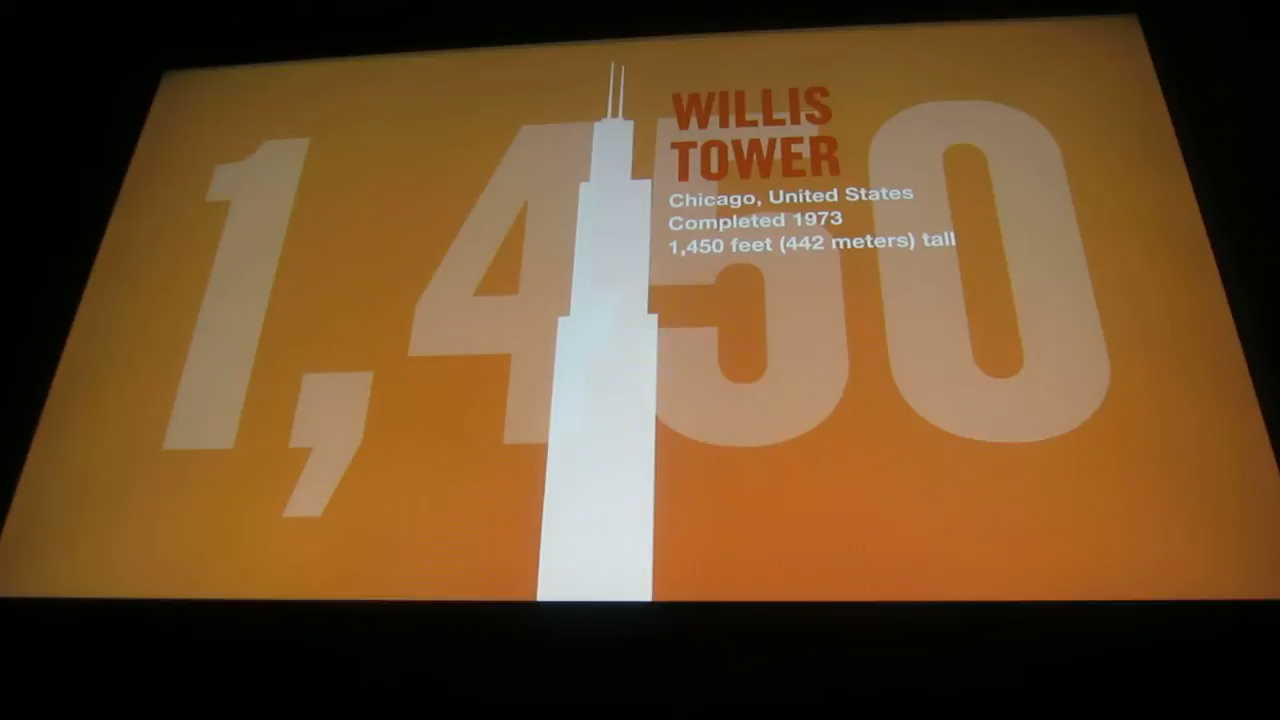 1,450
WILLIS
TOWER
Chicago, United States
Completed 1973
1,450 feet (442 meters) tall